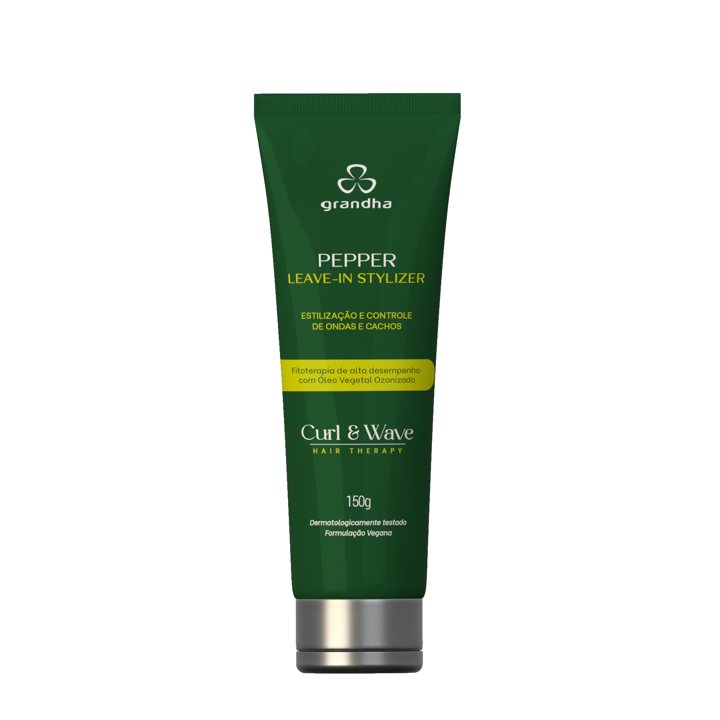 grandha
PEPPER
LEAVE-IN STYLIZER
ESTILIZAÇÃO E CONTROLE
DE ONDAS E CACHOS
Fitoterapia de alto desempenho
com Óleo Vegetal Ozonizado
Curl & Wave
HAIR THERAPY
150g
Dermatologicamente testado
Formulação Vegana